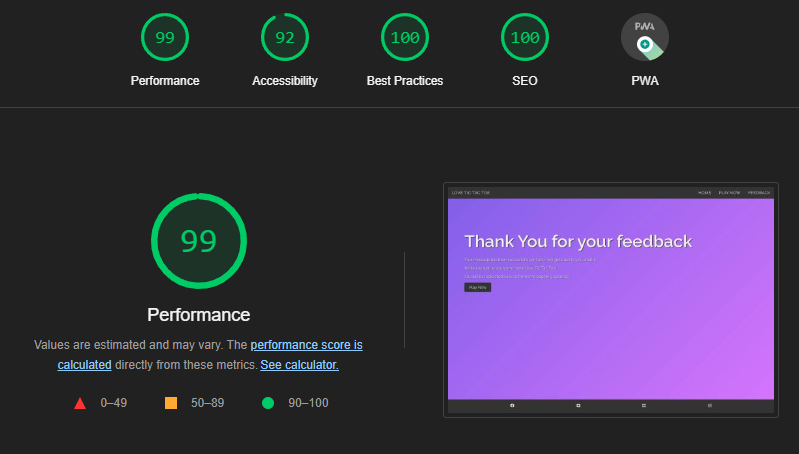 99
92
100
100
PWA
Performance
Accessibility
Best Practices
SEO
PWA
99
Performance
Values are estimated and may vary. The performance score is
calculated directly from these metrics. See calculator.
0–49
50–89
90–100
LOVE TIC TAC TOE
HOME
PLAY NOW
FEEDBACK
Thank You for your feedback
Play Now